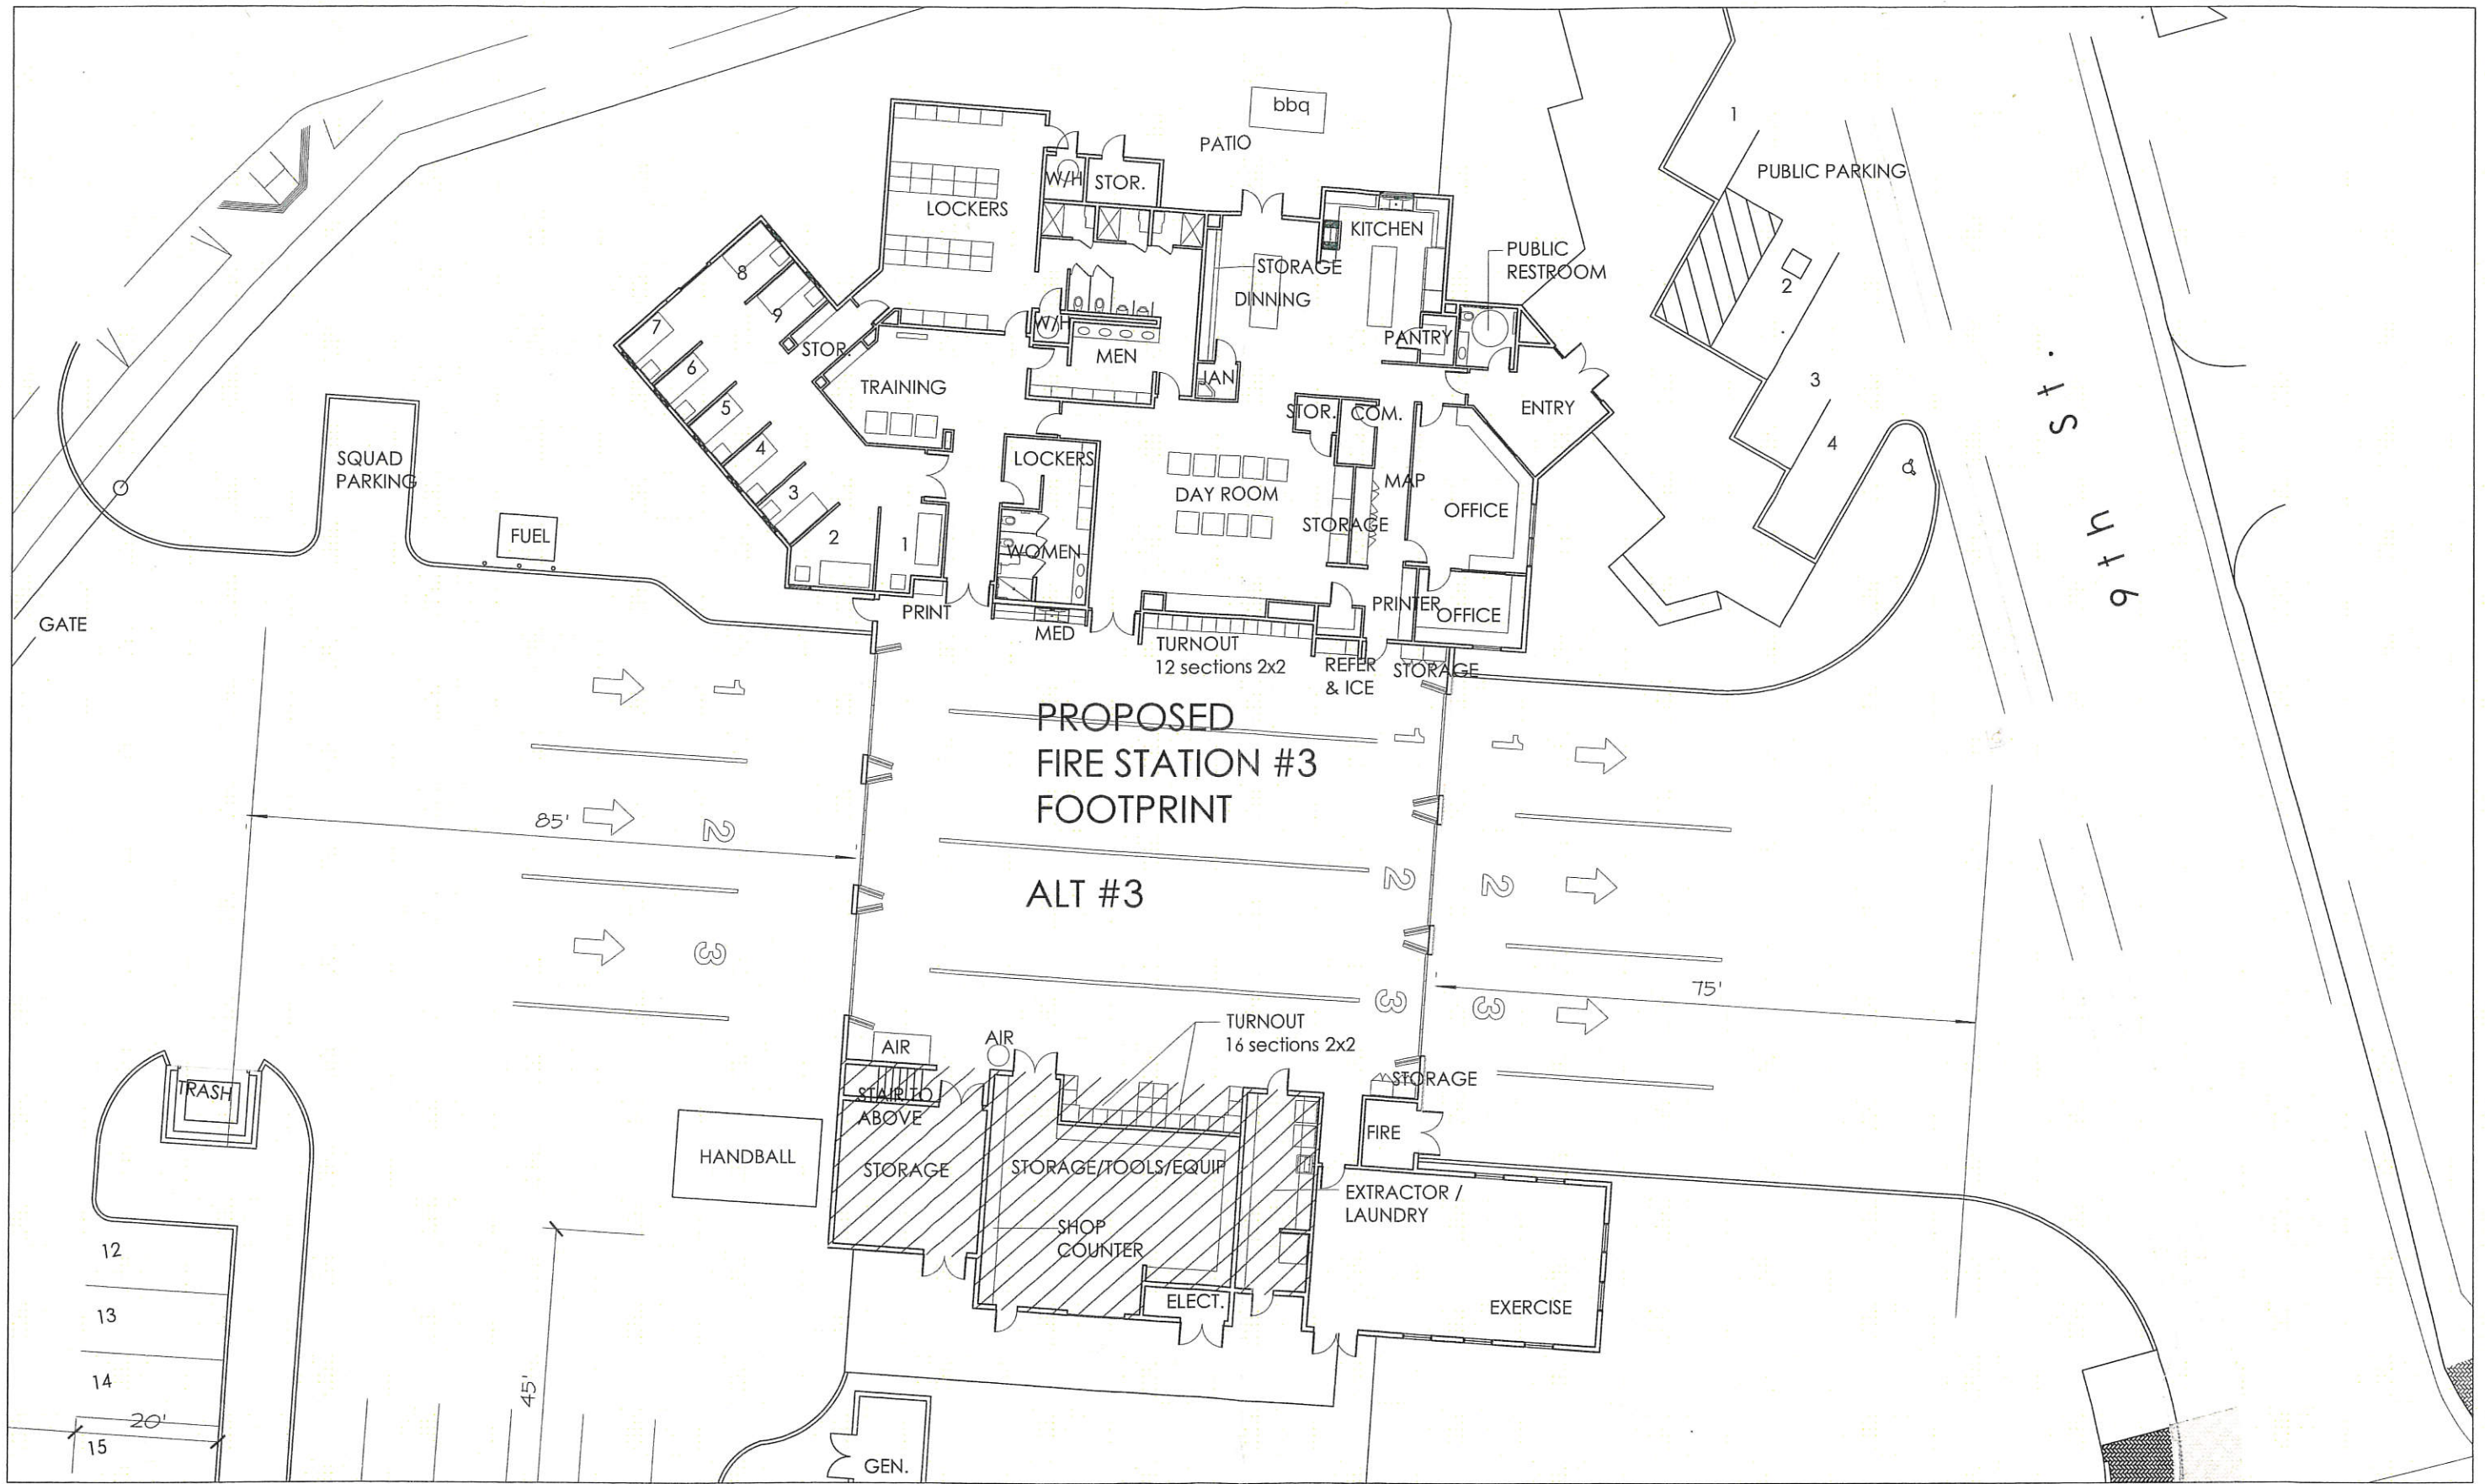 bbq
PATIO
1
PUBLIC PARKING
W/H
STOR.
LOCKERS
KITCHEN
PUBLIC
RESTROOM
STORAGE
DINNING
8
9
7
2
W/H
MEN
PANTRY
STOR.
6
TRAINING
JAN
3
5
STOR.
COM.
ENTRY
4
4
SQUAD
PARKING
LOCKERS
3
DAY ROOM
MAP
OFFICE
STORAGE
9th St.
FUEL
2
1
WOMEN
GATE
PRINT
MED
PRINTER
OFFICE
TURNOUT
12 sections 2x2
REFER
& ICE
STORAGE
1
PROPOSED
FIRE STATION #3
FOOTPRINT
1
1
85'
2
ALT #3
2
2
3
3
3
75'
TURNOUT
16 sections 2x2
AIR
AIR
STORAGE
TRASH
STAIR TO
ABOVE
FIRE
HANDBALL
STORAGE
STORAGE/TOOLS/EQUIP
EXTRACTOR /
LAUNDRY
SHOP
COUNTER
12
ELECT.
EXERCISE
13
14
45'
20'
15
GEN.